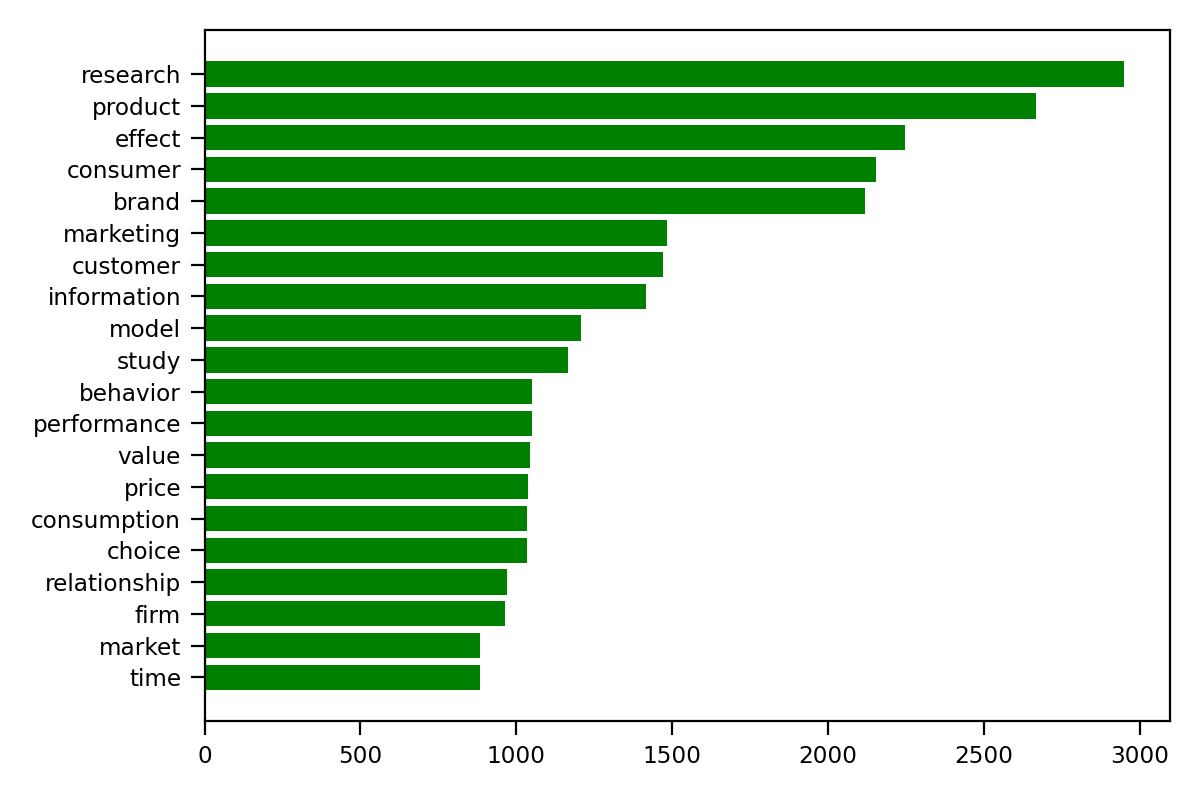 research
product
effect
consumer
brand
marketing
customer
information
model
study
behavior
performance
value
price
consumption
choice
relationship
firm
market
time
0 500 1000 1500 2000 2500 3000